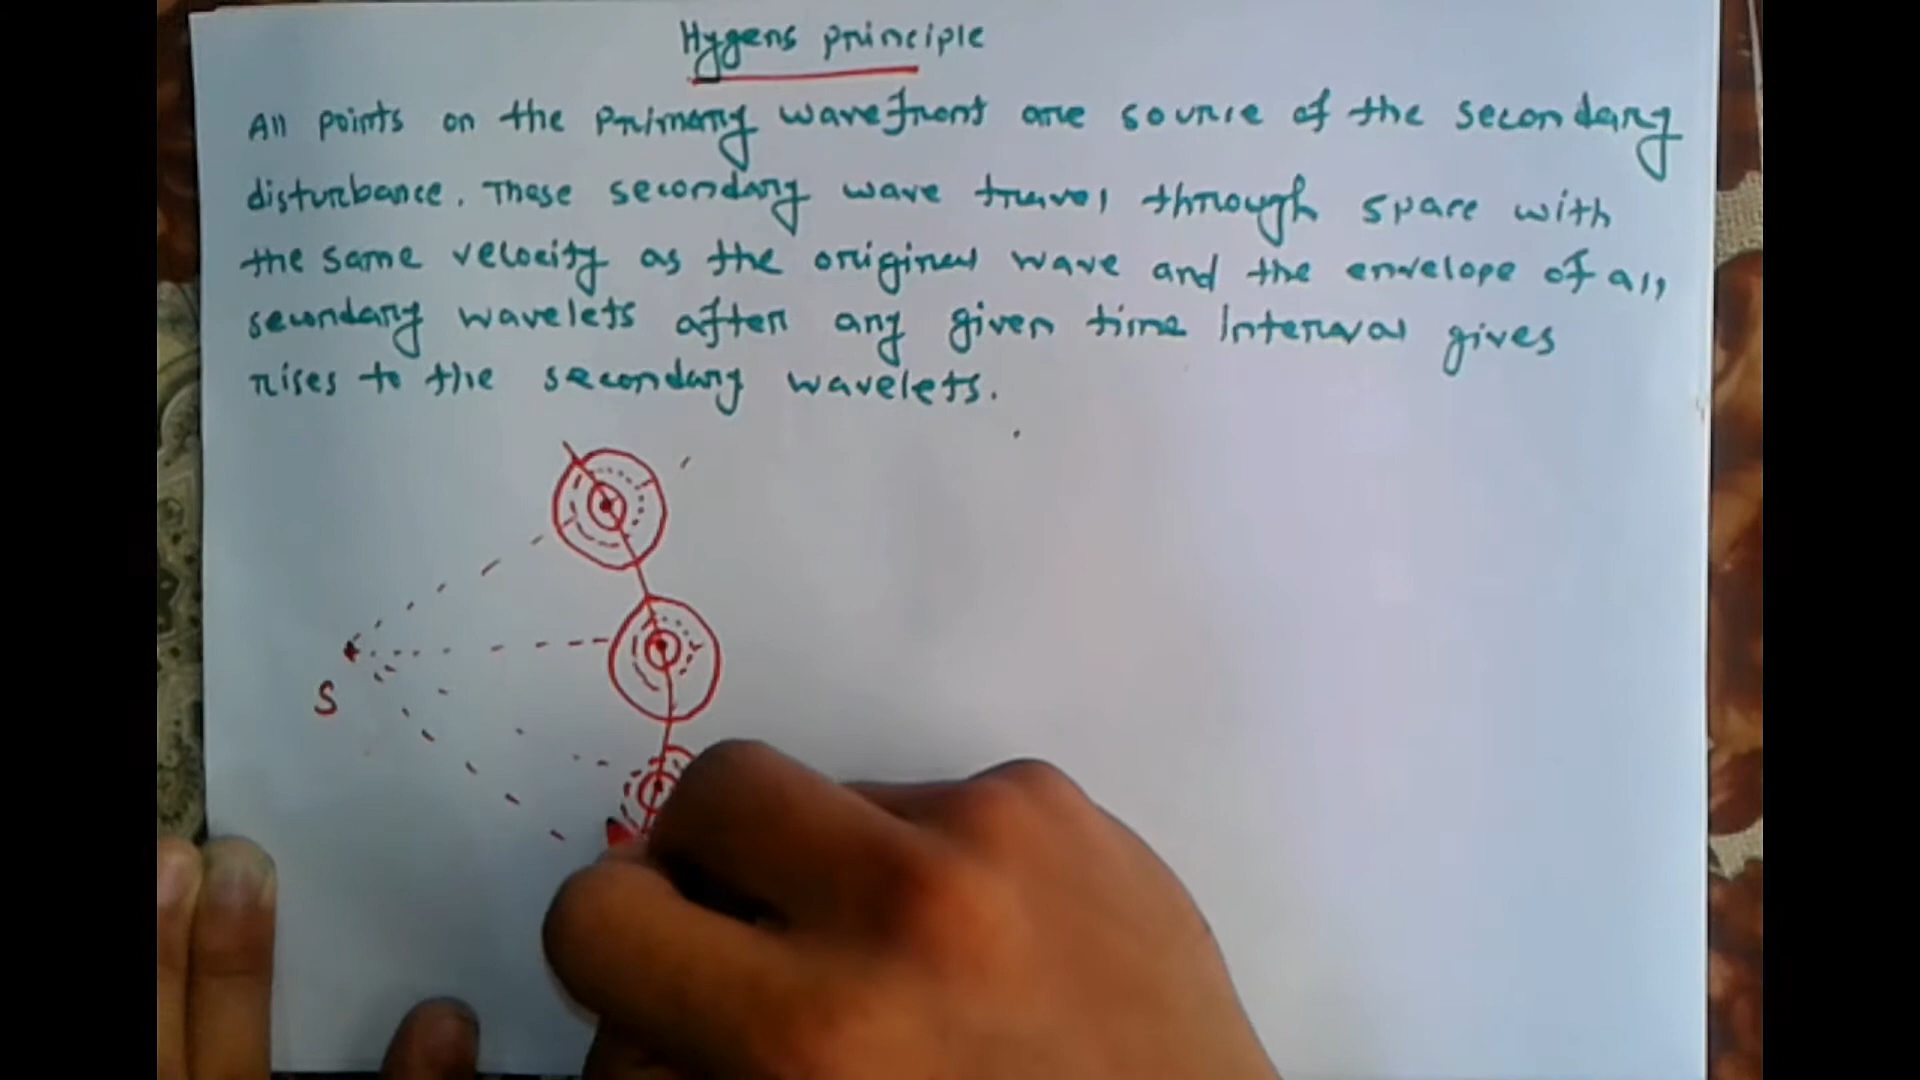 Hygens principle
All points on the primary wavefront are source of the secondary
disturbance. These secondary wave travel through space with
the same velocity as the original wave and the envelope of all
secondary wavelets after any given time interval gives
rises to the secondary wavelets.
S